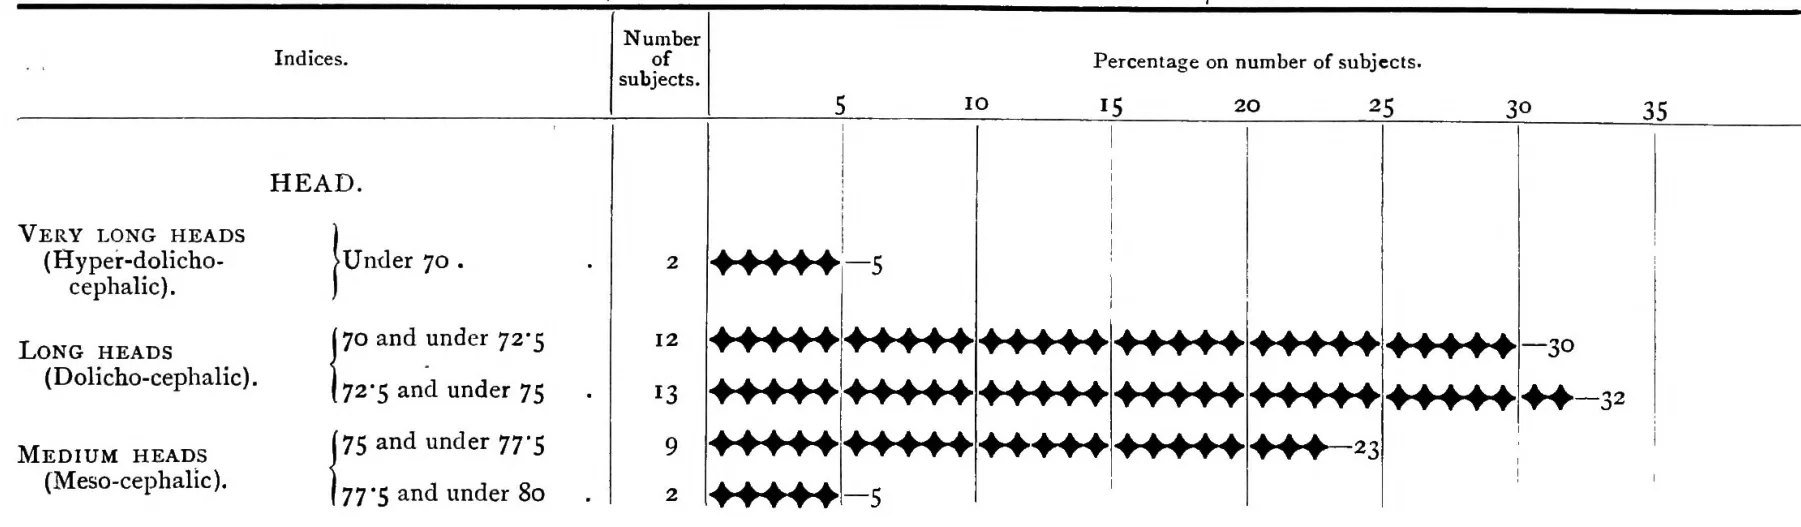 Indices.
Number
of
subjects.
Percentage on number of subjects.
5 10 15 20 25 30 35
HEAD.
VERY LONG HEADS
(Hyper-dolicho-
cephalic).
Under 70 . . 2 —5
LONG HEADS
(Dolicho-cephalic).
70 and under 72·5 12 —30
72·5 and under 75 . 13 —32
MEDIUM HEADS
(Meso-cephalic).
75 and under 77·5 9 —23
77·5 and under 80 . 2 —5